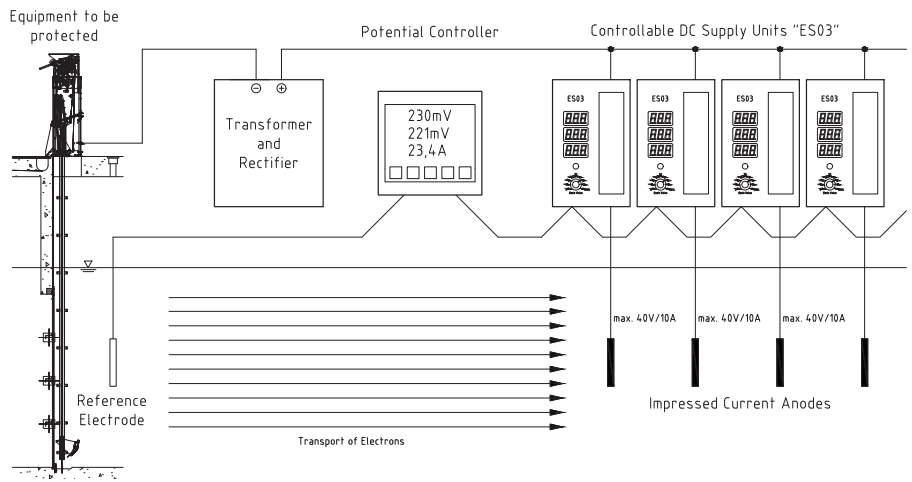 Equipment to be
protected
Potential Controller
Controllable DC Supply Units "ES03"
Transformer
and
Rectifier
230mV
221mV
23,4A
ES03
ES03
ES03
ES03
max. 40V/10A
max. 40V/10A
max. 40V/10A
Reference
Electrode
Impressed Current Anodes
Transport of Electrons